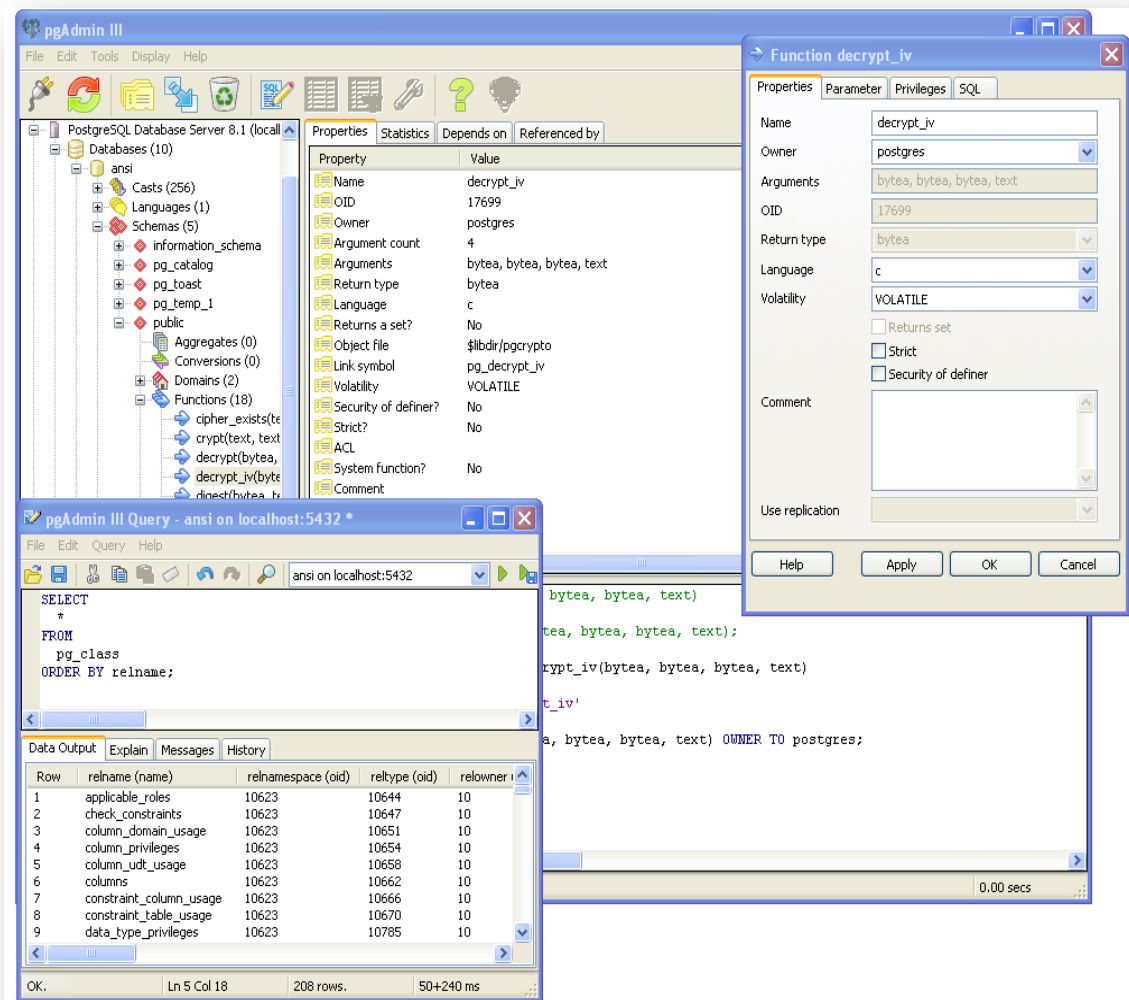 pgAdmin III
File Edit Tools Display Help
PostgreSQL Database Server 8.1 (locall
Databases (10)
ansi
Casts (256)
Languages (1)
Schemas (5)
information_schema
pg_catalog
pg_toast
pg_temp_1
public
Aggregates (0)
Conversions (0)
Domains (2)
Functions (18)
cipher_exists(te
crypt(text, text
decrypt(bytea,
decrypt_iv(byte
digest(bytea, te
Properties Statistics Depends on Referenced by
Property Value
Name decrypt_iv
OID 17699
Owner postgres
Argument count 4
Arguments bytea, bytea, bytea, text
Return type bytea
Language c
Returns a set? No
Object file $libdir/pgcrypto
Link symbol pg_decrypt_iv
Volatility VOLATILE
Security of definer? No
Strict? No
ACL
System function? No
Comment
Function decrypt_iv
Properties Parameter Privileges SQL
Name decrypt_iv
Owner postgres
Arguments bytea, bytea, bytea, text
OID 17699
Return type bytea
Language c
Volatility VOLATILE
Returns set
Strict
Security of definer
Comment
Use replication
Help Apply OK Cancel
bytea, bytea, text)
tea, bytea, bytea, text);
rypt_iv(bytea, bytea, bytea, text)
t_iv'
a, bytea, bytea, text) OWNER TO postgres;
0.00 secs
pgAdmin III Query - ansi on localhost:5432 *
File Edit Query Help
SQL
ansi on localhost:5432
SELECT
*
FROM
pg_class
ORDER BY relname;
Data Output Explain Messages History
Row relname (name) relnamespace (oid) reltype (oid) relowner
1 applicable_roles 10623 10644 10
2 check_constraints 10623 10647 10
3 column_domain_usage 10623 10651 10
4 column_privileges 10623 10654 10
5 column_udt_usage 10623 10658 10
6 columns 10623 10662 10
7 constraint_column_usage 10623 10666 10
8 constraint_table_usage 10623 10670 10
9 data_type_privileges 10623 10785 10
OK. Ln 5 Col 18 208 rows. 50+240 ms